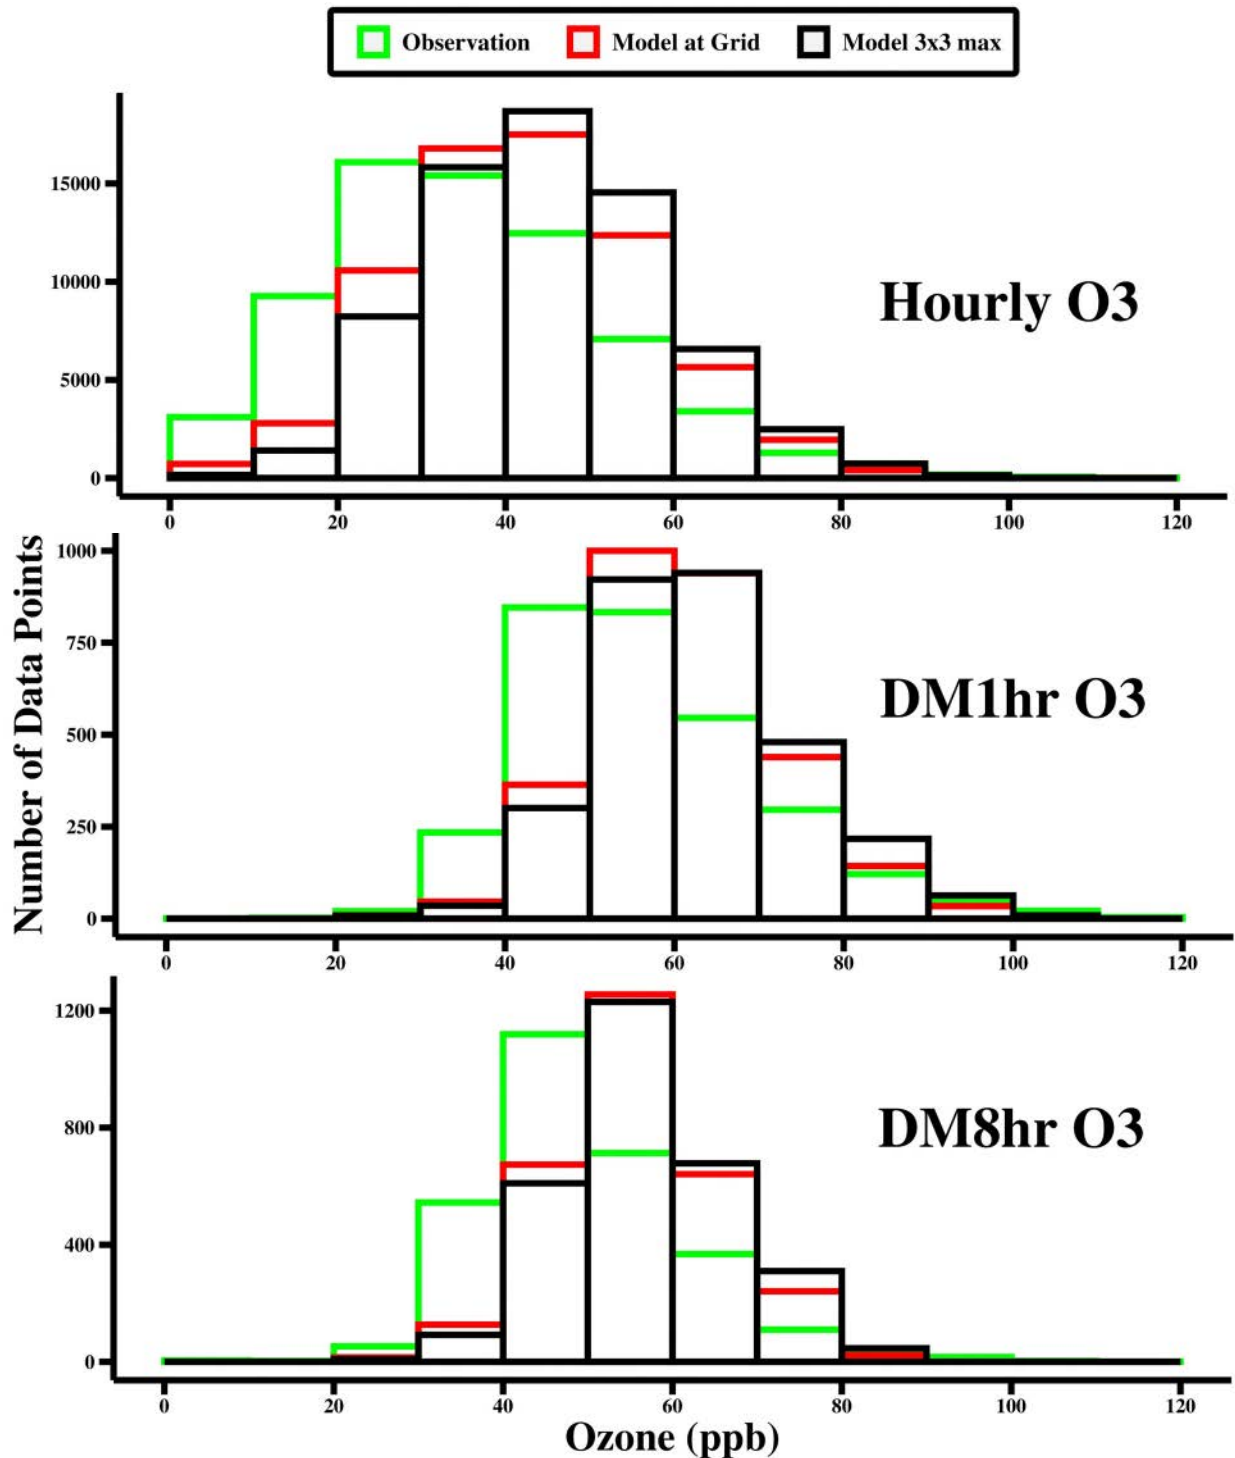 Observation Model at Grid Model 3x3 max
15000
10000
5000
0
Hourly O3
0 20 40 60 80 100 120
Number of Data Points
1000
750
500
250
0
DM1hr O3
0 20 40 60 80 100 120
1200
800
400
0
DM8hr O3
0 20 40 60 80 100 120
Ozone (ppb)